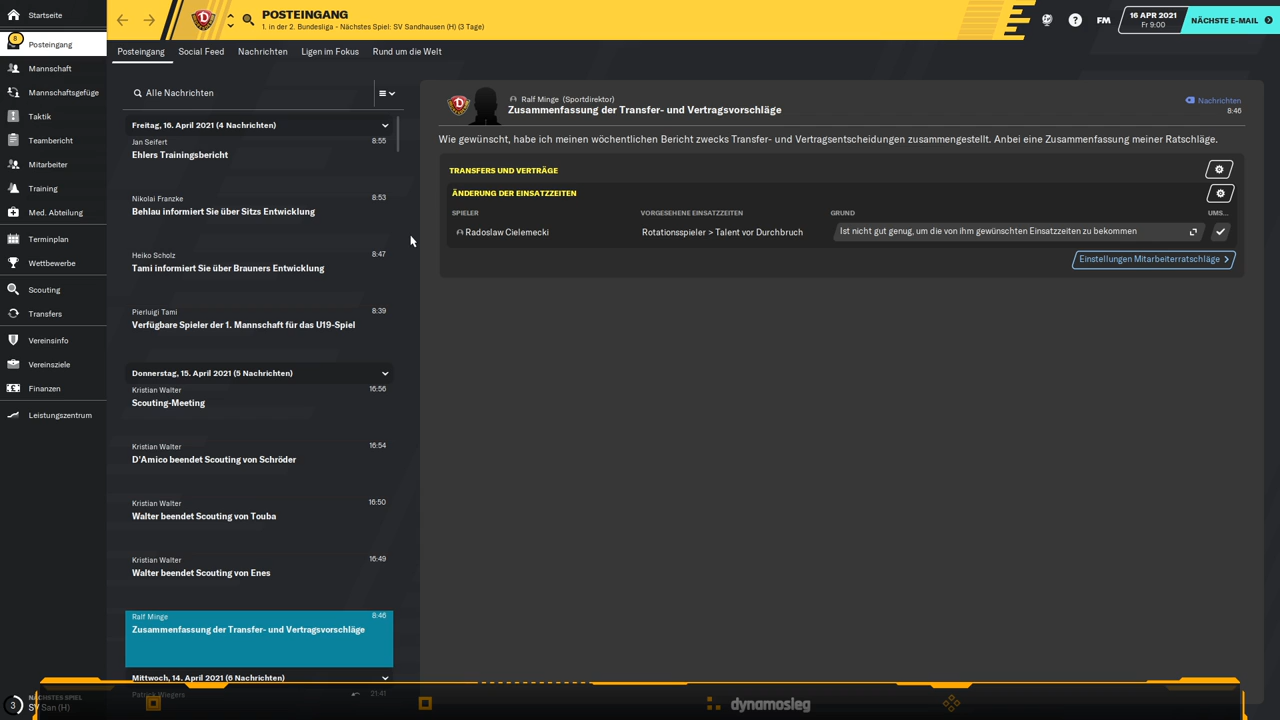 Startseite
8
Posteingang
Mannschaft
Mannschaftsgefüge
Taktik
Teambericht
Mitarbeiter
Training
Med. Abteilung
Terminplan
Wettbewerbe
Scouting
Transfers
Vereinsinfo
Vereinsziele
Finanzen
Leistungszentrum
NÄCHSTES SPIEL
3
SV San (H)
POSTEINGANG
1. in der 2. Bundesliga - Nächstes Spiel: SV Sandhausen (H) (3 Tage)
?
FM
16 APR 2021
Fr 9:00
NÄCHSTE E-MAIL
Posteingang
Social Feed
Nachrichten
Ligen im Fokus
Rund um die Welt
Alle Nachrichten
Freitag, 16. April 2021 (4 Nachrichten)
Jan Seifert
8:55
Ehlers Trainingsbericht
Nikolai Franzke
8:53
Behlau informiert Sie über Sitzs Entwicklung
Heiko Scholz
8:47
Tami informiert Sie über Brauners Entwicklung
Pierluigi Tami
8:39
Verfügbare Spieler der 1. Mannschaft für das U19-Spiel
Donnerstag, 15. April 2021 (5 Nachrichten)
Kristian Walter
16:56
Scouting-Meeting
Kristian Walter
16:54
D'Amico beendet Scouting von Schröder
Kristian Walter
16:50
Walter beendet Scouting von Touba
Kristian Walter
16:49
Walter beendet Scouting von Enes
Ralf Minge
8:46
Zusammenfassung der Transfer- und Vertragsvorschläge
Mittwoch, 14. April 2021 (6 Nachrichten)
Patrick Wiegers
21:41
D
Ralf Minge (Sportdirektor)
Zusammenfassung der Transfer- und Vertragsvorschläge
Nachrichten
8:46
Wie gewünscht, habe ich meinen wöchentlichen Bericht zwecks Transfer- und Vertragsentscheidungen zusammengestellt. Anbei eine Zusammenfassung meiner Ratschläge.
TRANSFERS UND VERTRÄGE
ÄNDERUNG DER EINSATZZEITEN
SPIELER
VORGESEHENE EINSATZZEITEN
GRUND
UMS...
Radoslaw Cielemecki
Rotationsspieler > Talent vor Durchbruch
Ist nicht gut genug, um die von ihm gewünschten Einsatzzeiten zu bekommen
Einstellungen Mitarbeiterratschläge
dynamosleg